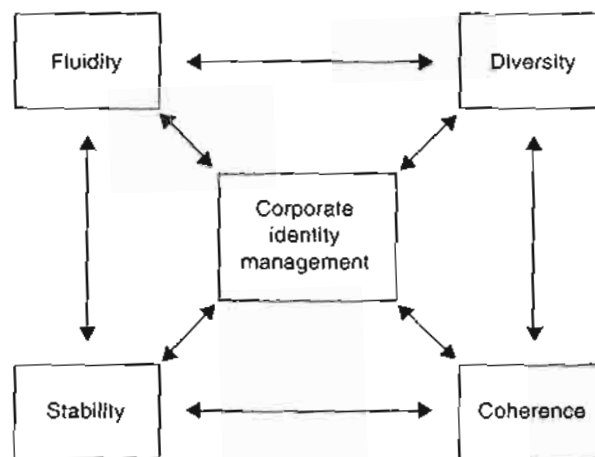 Fluidity
Diversity
Corporate
identity
management
Stability
Coherence